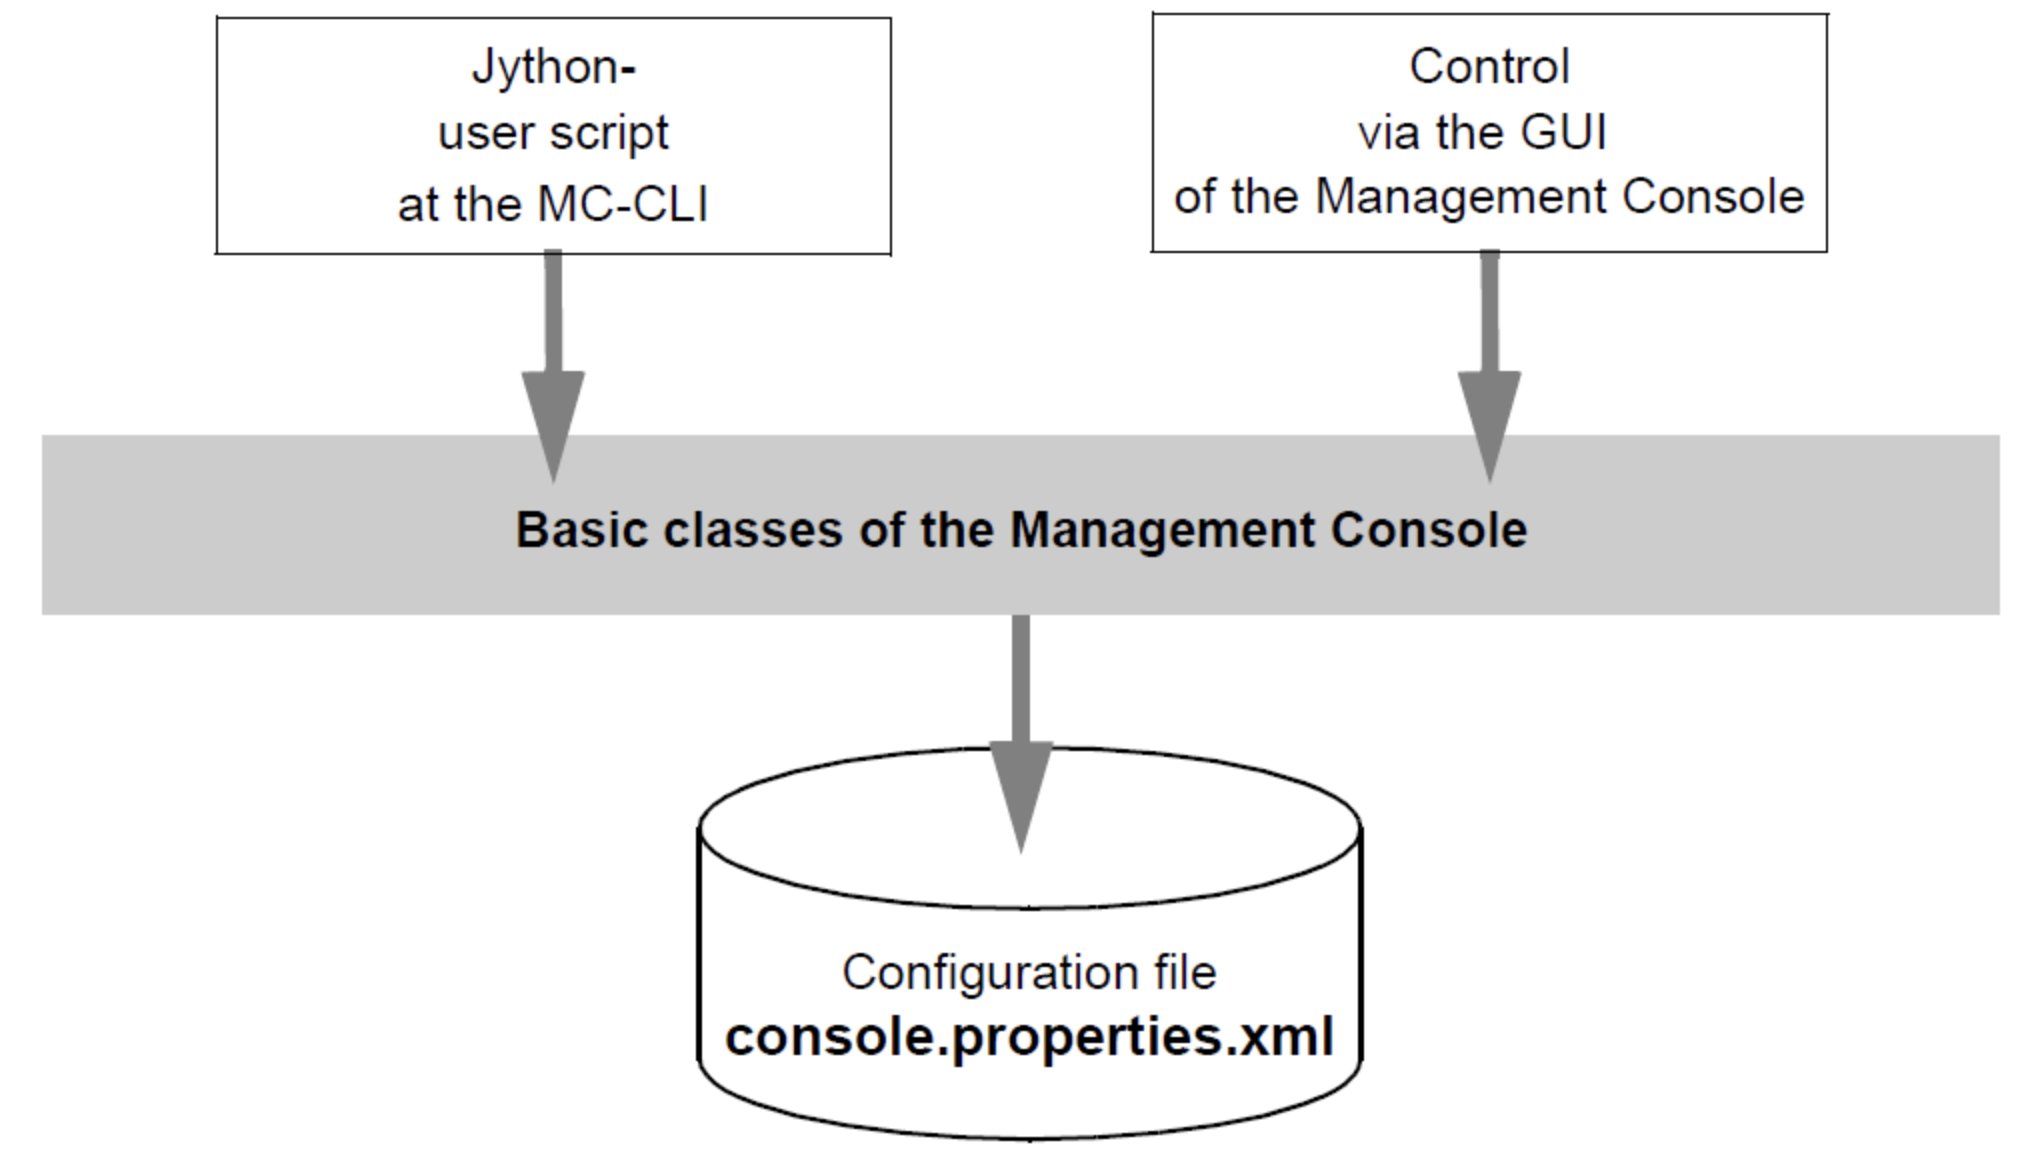 Jython-
user script
at the MC-CLI
Control
via the GUI
of the Management Console
Basic classes of the Management Console
Configuration file
console.properties.xml